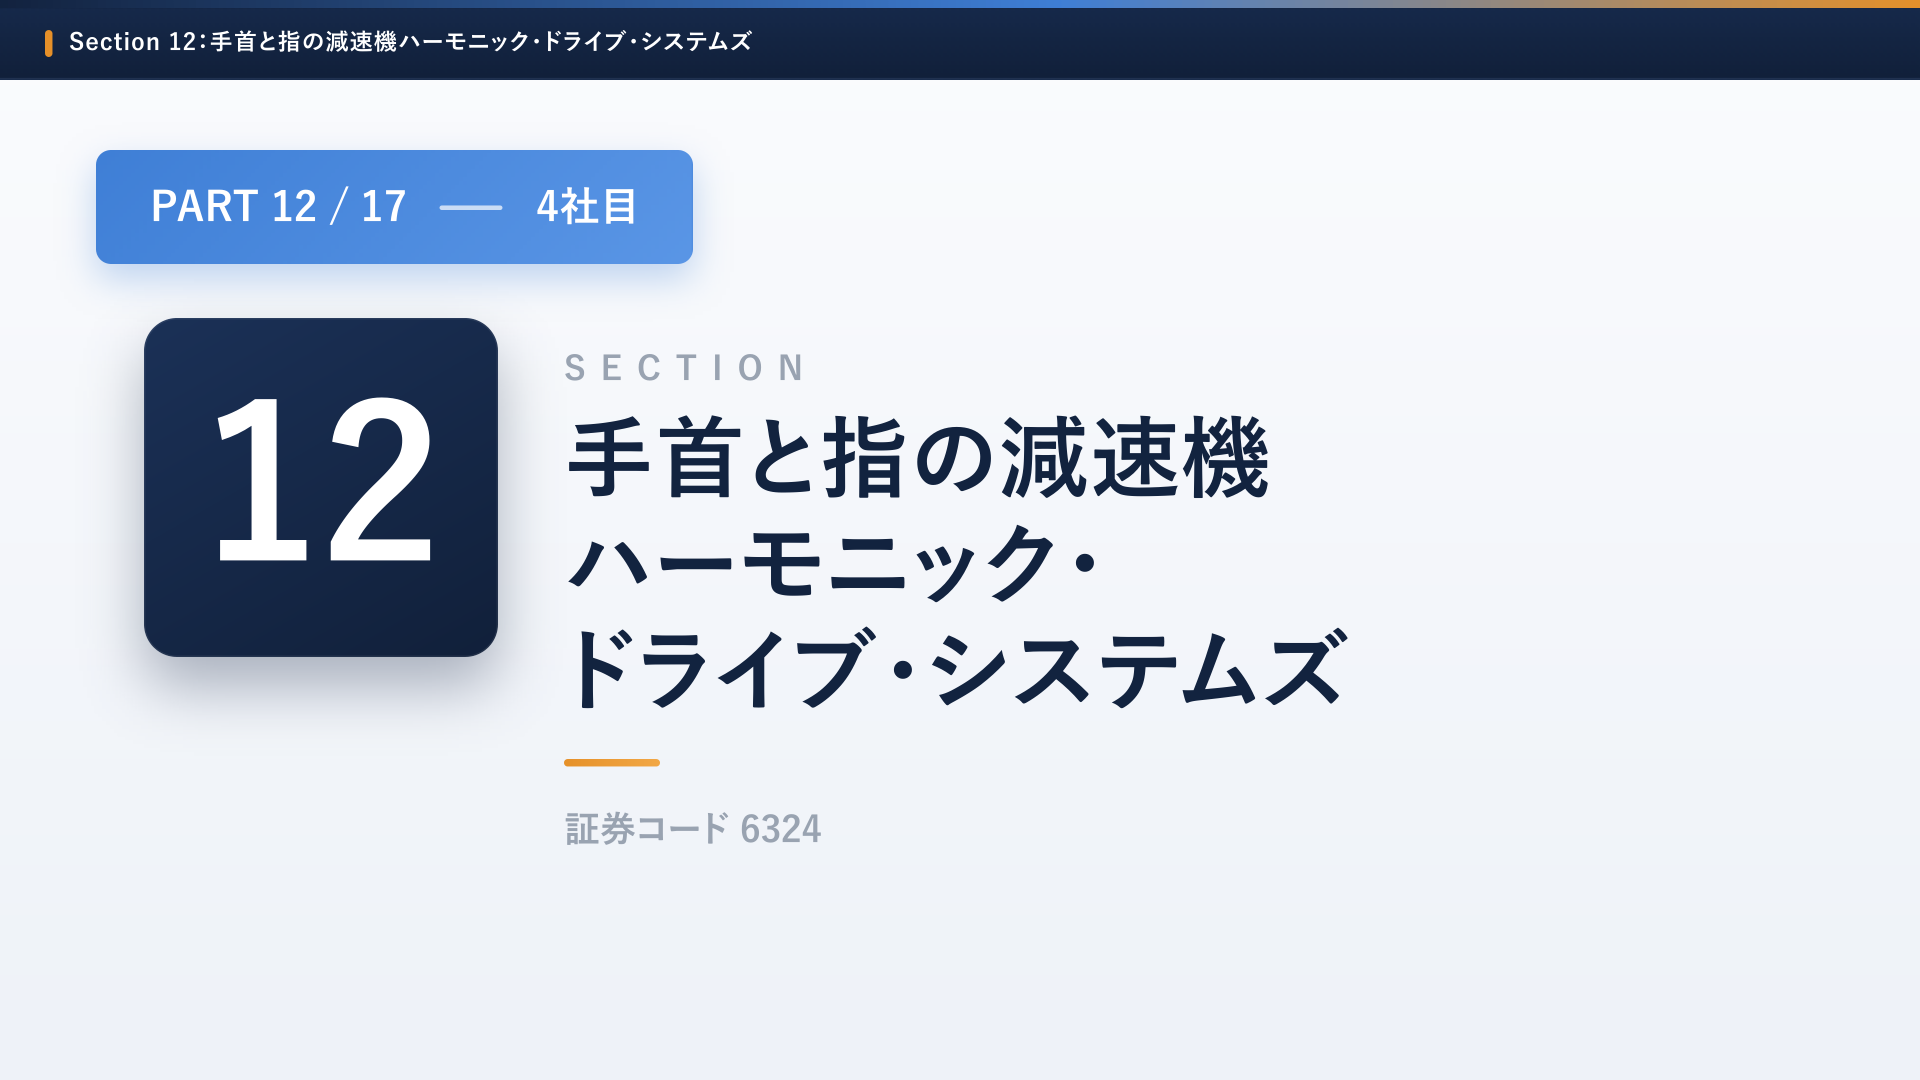 Section 12：手首と指の減速機ハーモニック・ドライブ・システムズ
PART 12 / 17 — 4社目
12
SECTION
手首と指の減速機
ハーモニック・
ドライブ・システムズ
証券コード 6324